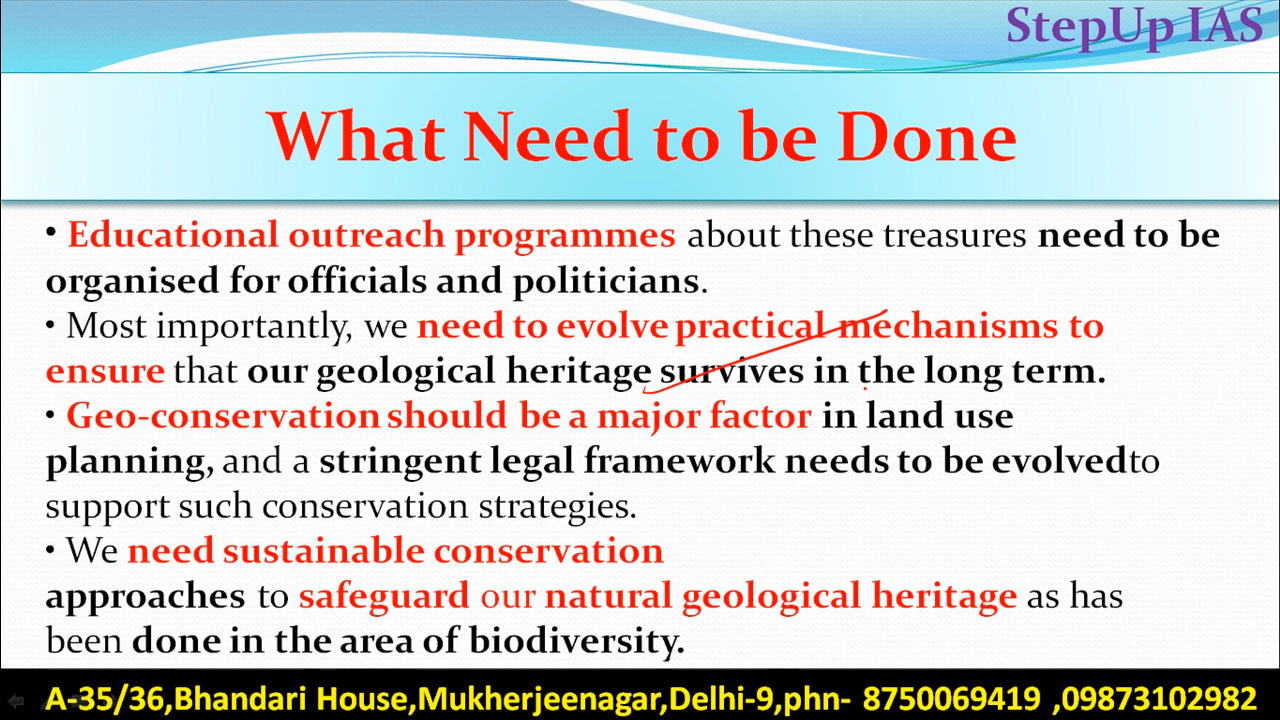 StepUp IAS
What Need to be Done
• Educational outreach programmes about these treasures need to be
organised for officials and politicians.
• Most importantly, we need to evolve practical mechanisms to
ensure that our geological heritage survives in the long term.
• Geo-conservation should be a major factor in land use
planning, and a stringent legal framework needs to be evolvedto
support such conservation strategies.
• We need sustainable conservation
approaches to safeguard our natural geological heritage as has
been done in the area of biodiversity.
A-35/36,Bhandari House,Mukherjeenagar,Delhi-9,phn- 8750069419 ,09873102982